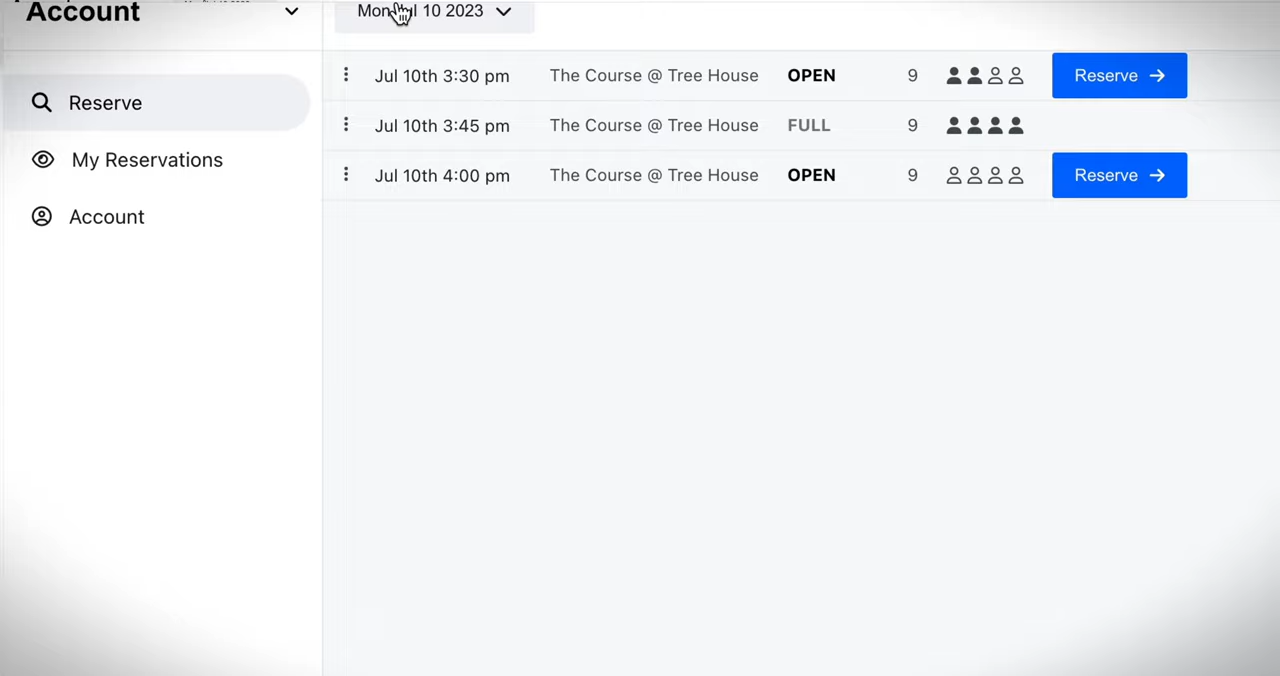 Account
Mon Jul 10 2023
Reserve
My Reservations
Account
Jul 10th 3:30 pm The Course @ Tree House OPEN 9 Reserve →
Jul 10th 3:45 pm The Course @ Tree House FULL 9
Jul 10th 4:00 pm The Course @ Tree House OPEN 9 Reserve →